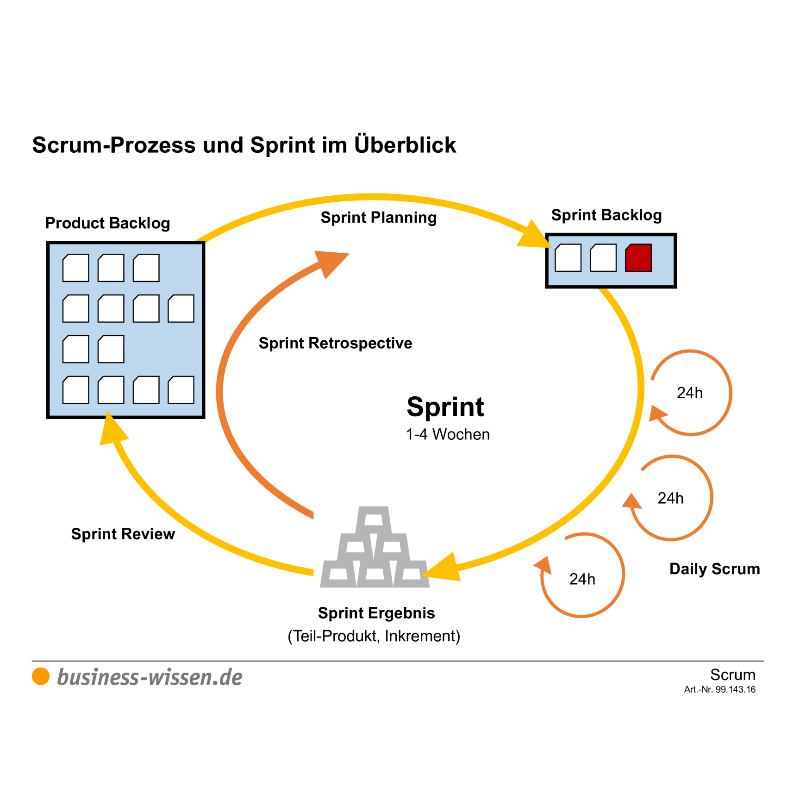 Scrum-Prozess und Sprint im Überblick
Product Backlog
Sprint Planning
Sprint Backlog
Sprint Retrospective
Sprint
1-4 Wochen
24h
24h
24h
Daily Scrum
Sprint Review
Sprint Ergebnis
(Teil-Produkt, Inkrement)
business-wissen.de
Scrum
Art.-Nr. 99.143.16